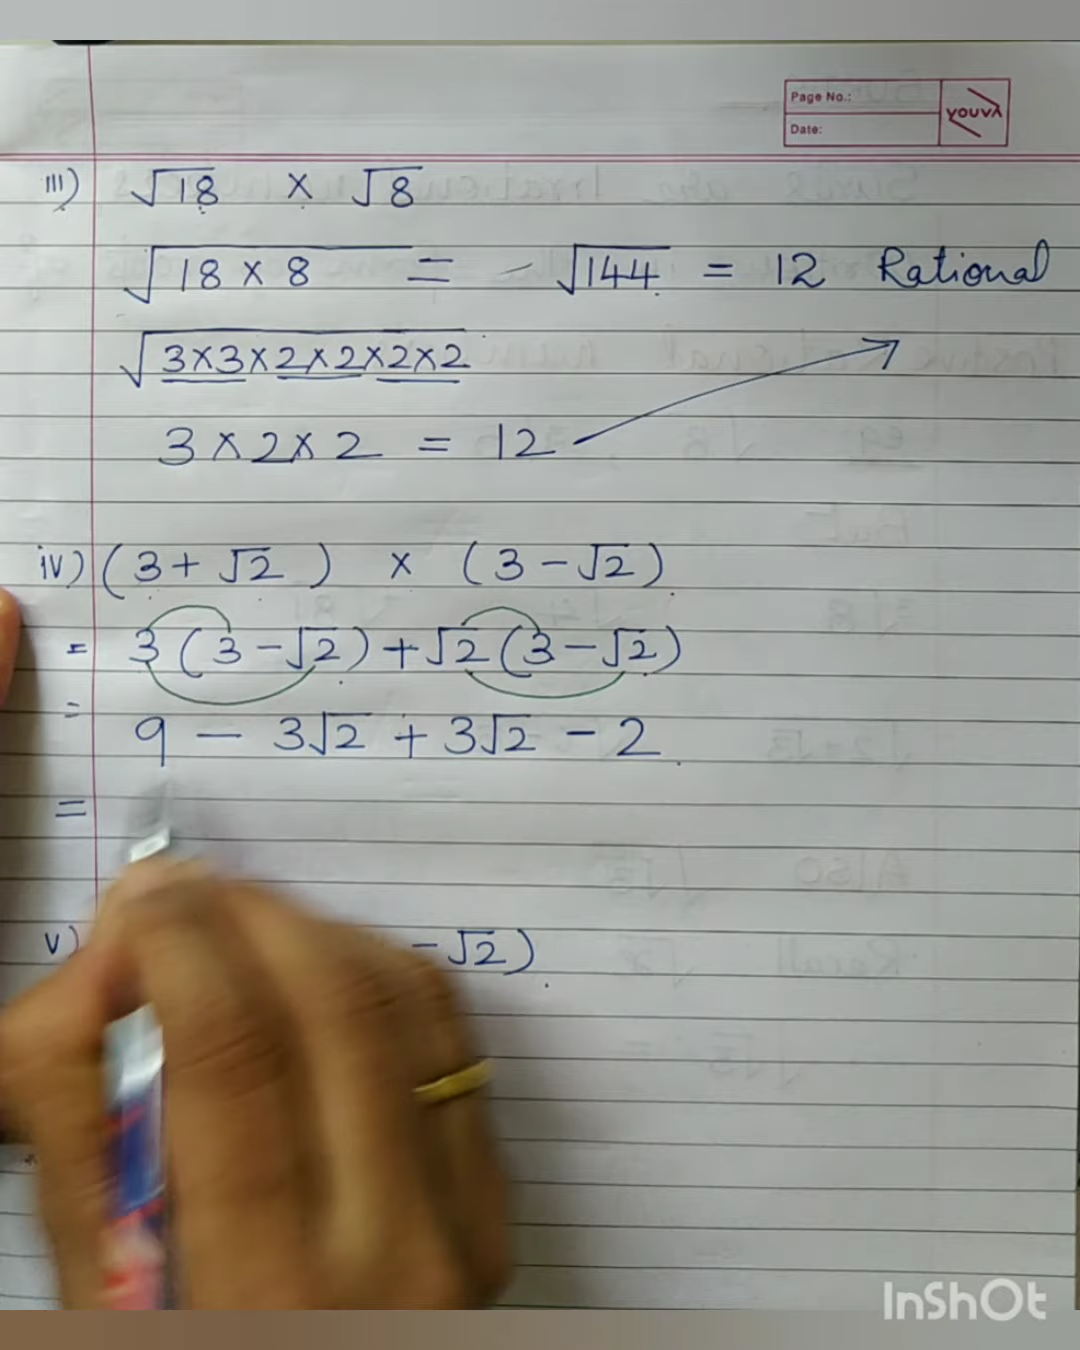 Page No.:
Date:
youva
III) √18 × √8
√18 × 8 = √144 = 12 Rational
√3×3×2×2×2×2
3 × 2 × 2 = 12
iv) (3 + √2) × (3 - √2)
= 3(3 - √2) + √2(3 - √2)
= 9 - 3√2 + 3√2 - 2
=
v) - √2)
InShOt